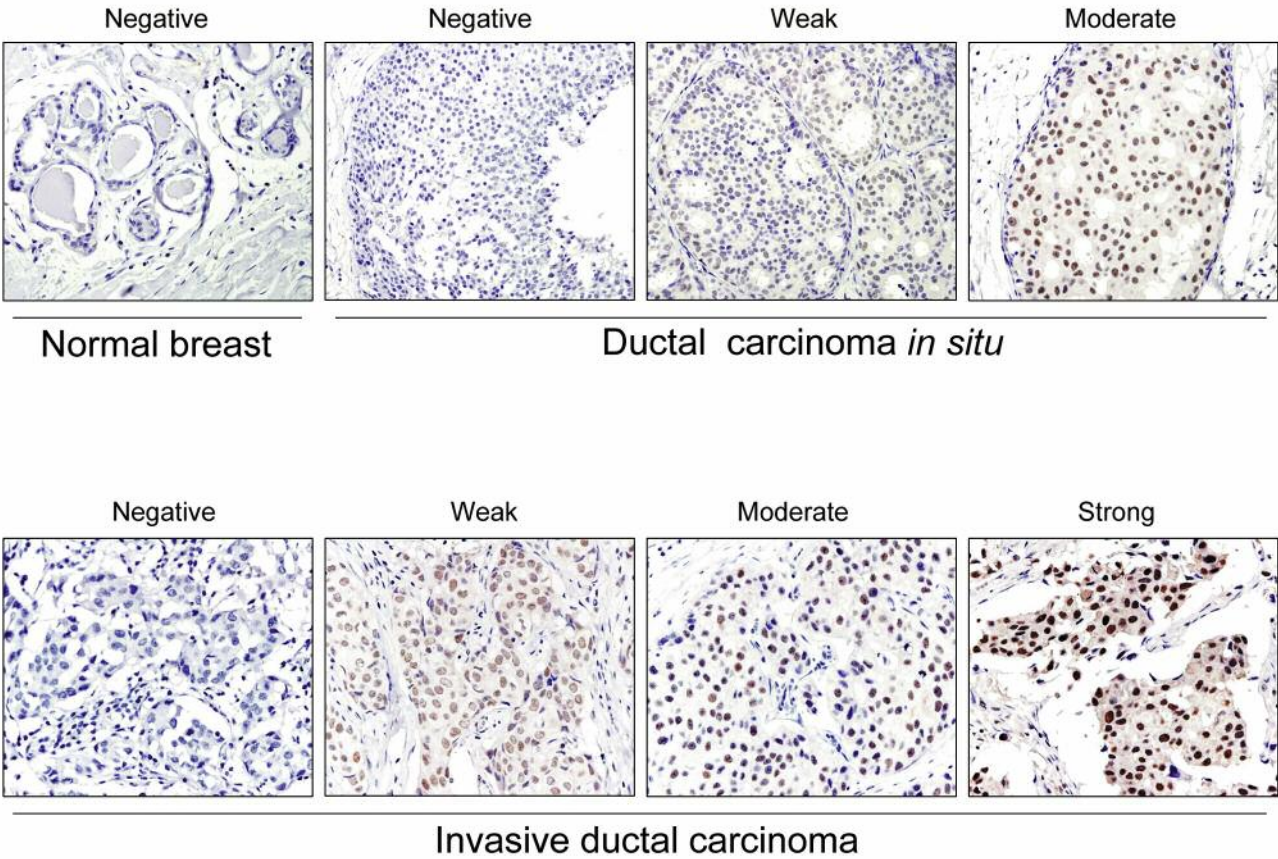 Negative Negative Weak Moderate
Normal breast Ductal carcinoma in situ
Negative Weak Moderate Strong
Invasive ductal carcinoma